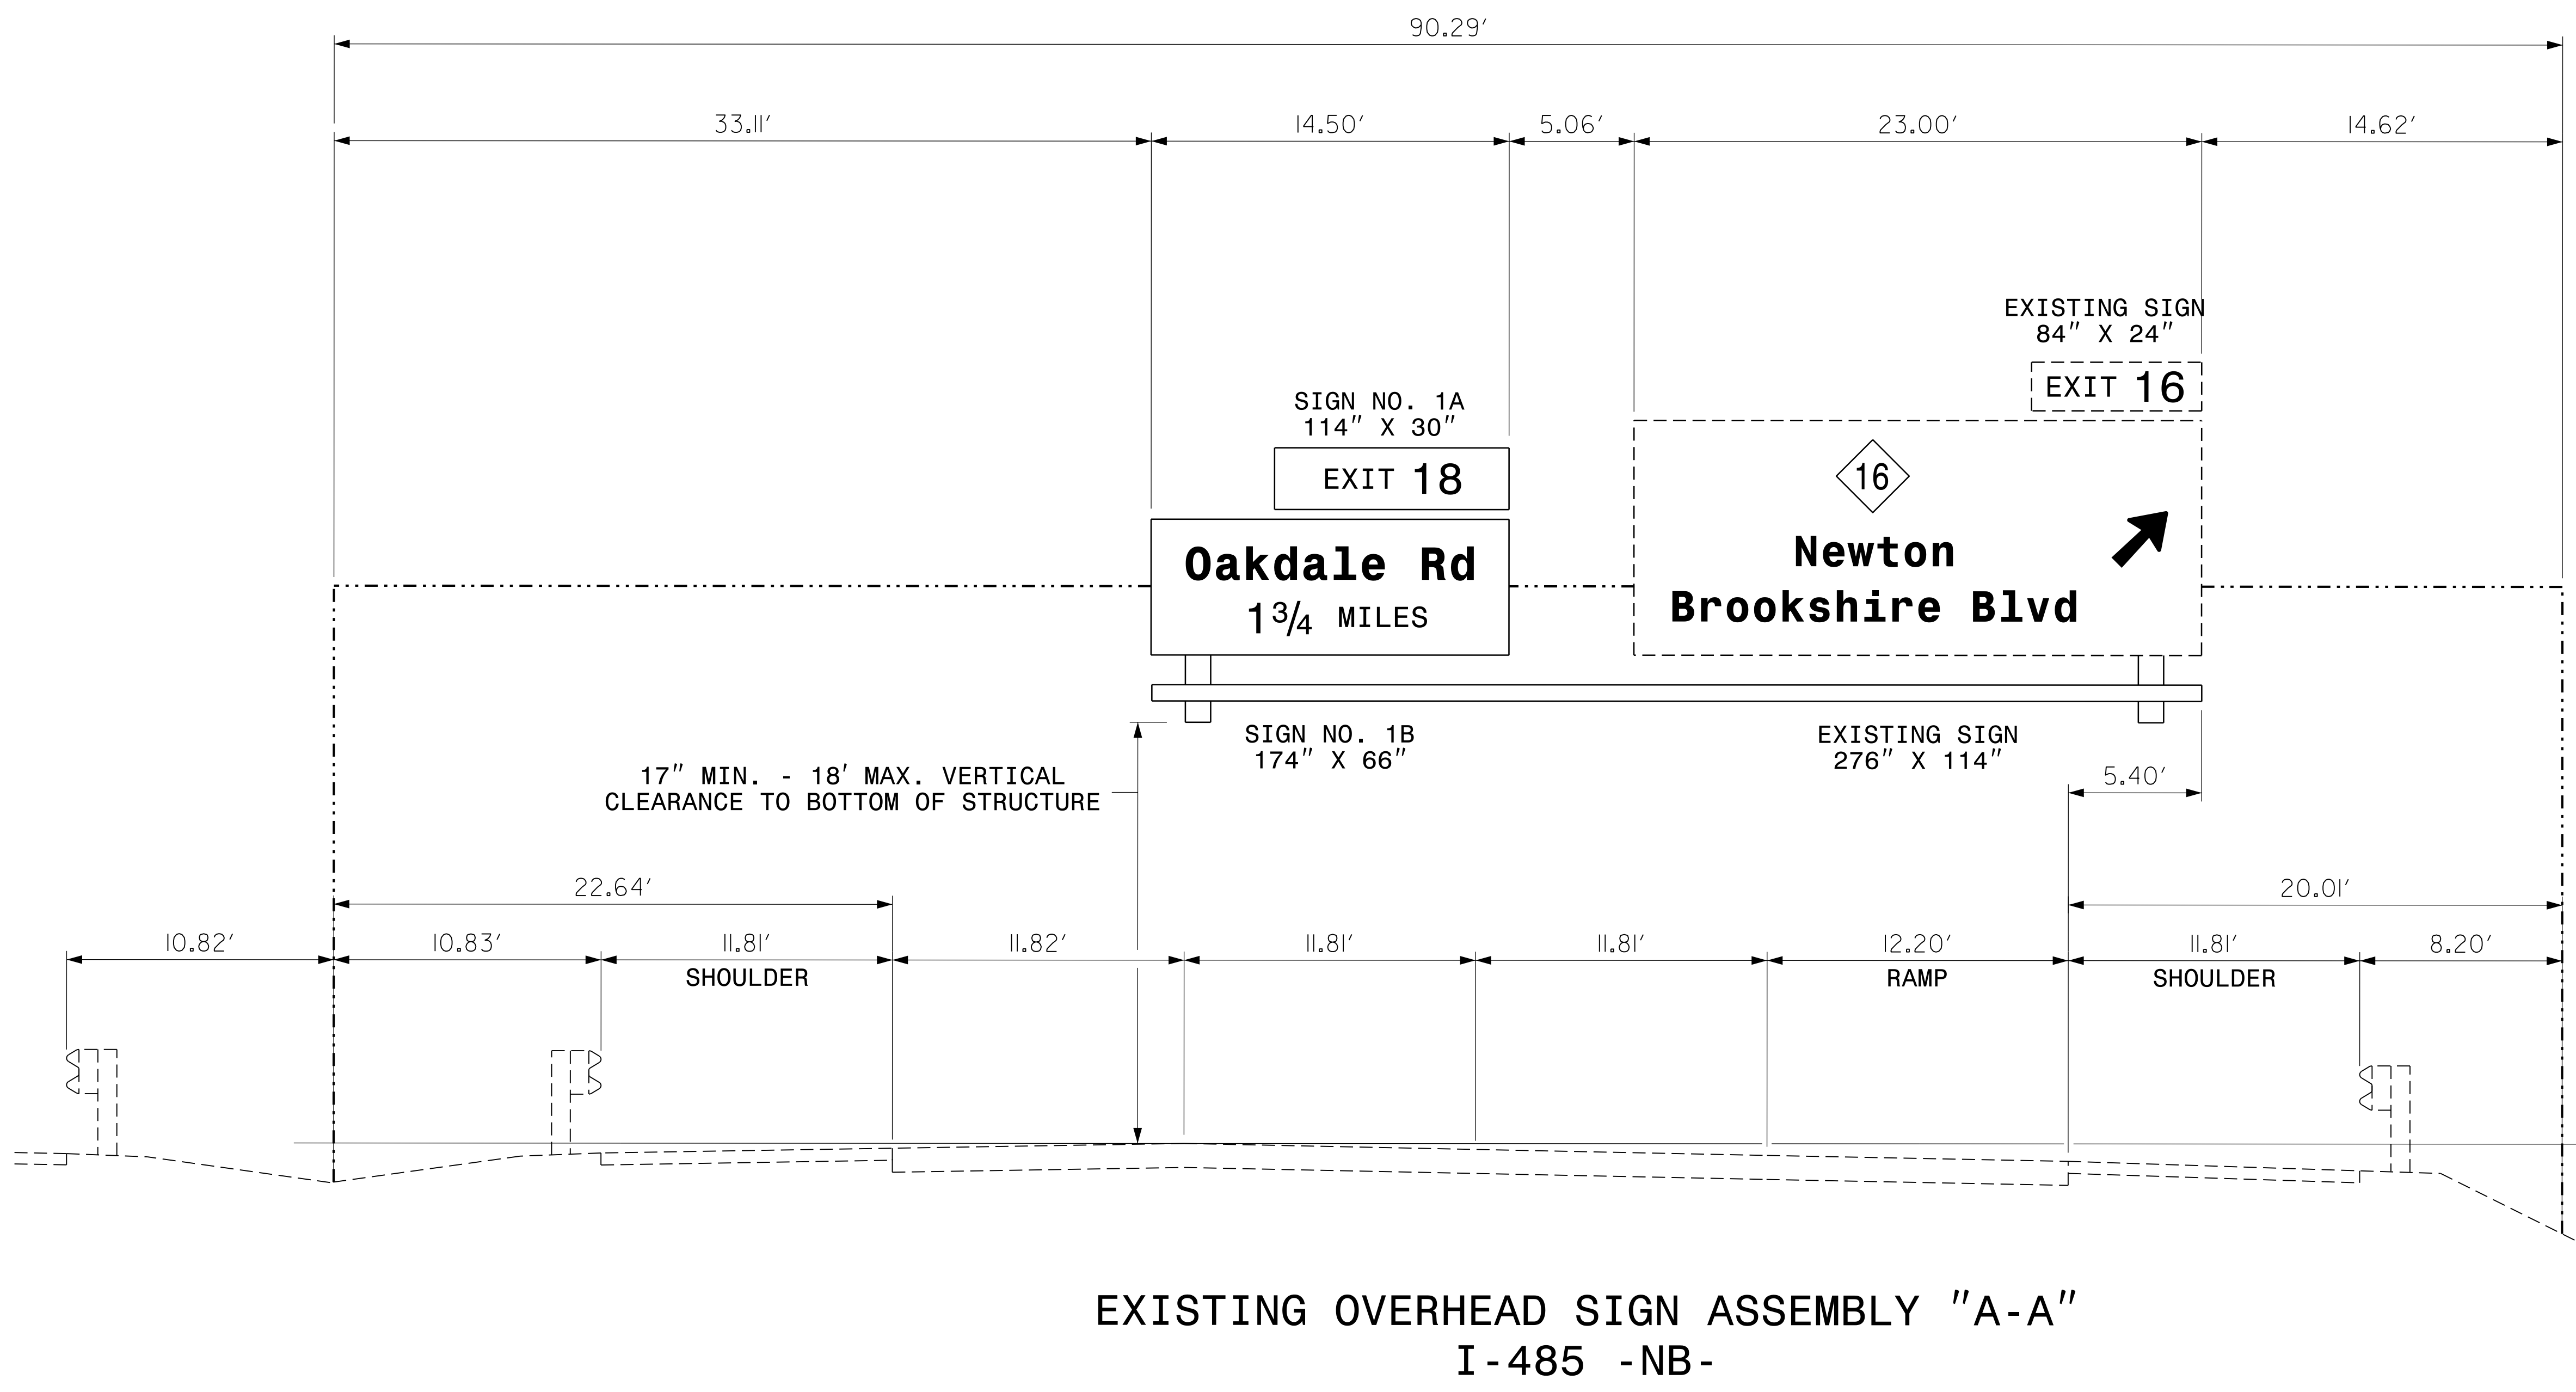 90.29′
33.11′ 14.50′ 5.06′ 23.00′ 14.62′
EXISTING SIGN
84″ X 24″
EXIT 16
SIGN NO. 1A
114″ X 30″
EXIT 18
Oakdale Rd
1 3/4 MILES
16
Newton
Brookshire Blvd
SIGN NO. 1B
174″ X 66″
EXISTING SIGN
276″ X 114″
17″ MIN. - 18′ MAX. VERTICAL
CLEARANCE TO BOTTOM OF STRUCTURE
5.40′
22.64′ 20.01′
10.82′ 10.83′ 11.81′ 11.82′ 11.81′ 11.81′ 12.20′ 11.81′ 8.20′
SHOULDER RAMP SHOULDER
EXISTING OVERHEAD SIGN ASSEMBLY ″A-A″
I-485 -NB-